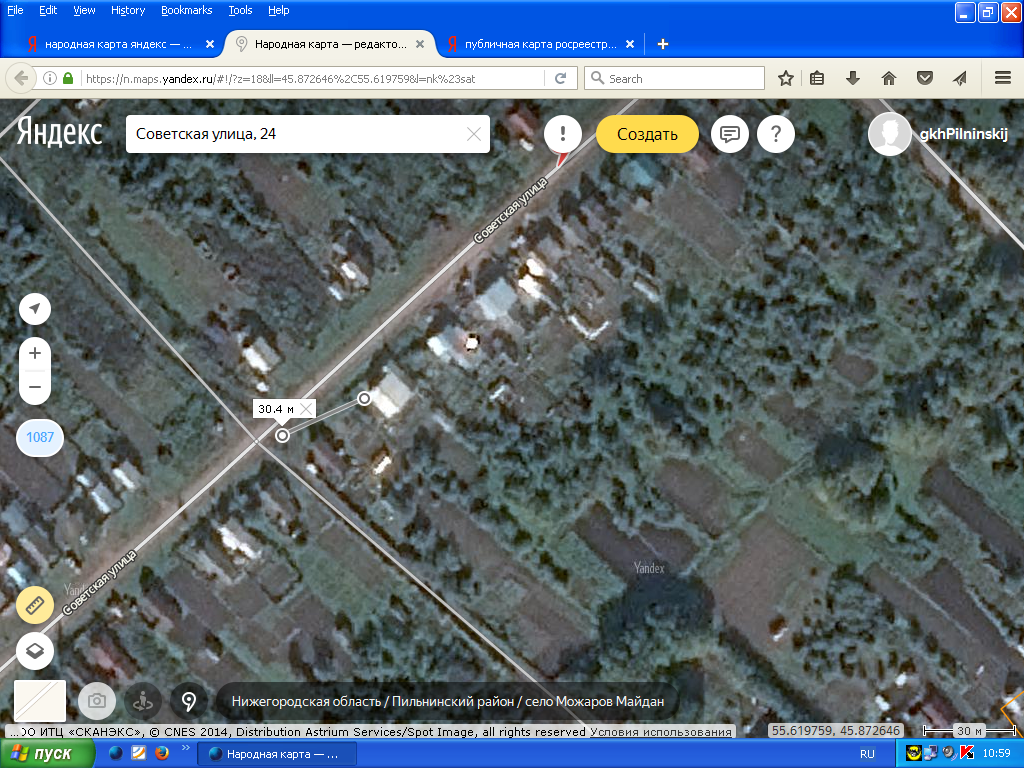 File Edit View History Bookmarks Tools Help
народная карта яндекс — ...
Народная карта — редакто...
публичная карта росреестр...
https://n.maps.yandex.ru/#!/?z=18&ll=45.872646%2C55.619759&l=nk%23sat
Search
Яндекс
Советская улица, 24
!
Создать
?
gkhPilninskij
Советская улица
+
−
30.4 м
1087
Yandex
Советская улица
Нижегородская область / Пильнинский район / село Можаров Майдан
...ОО ИТЦ «СКАНЭКС», © CNES 2014, Distribution Astrium Services/Spot Image, all rights reserved Условия использования
55.619759, 45.872646
30 м
пуск
Народная карта — ...
RU
10:59